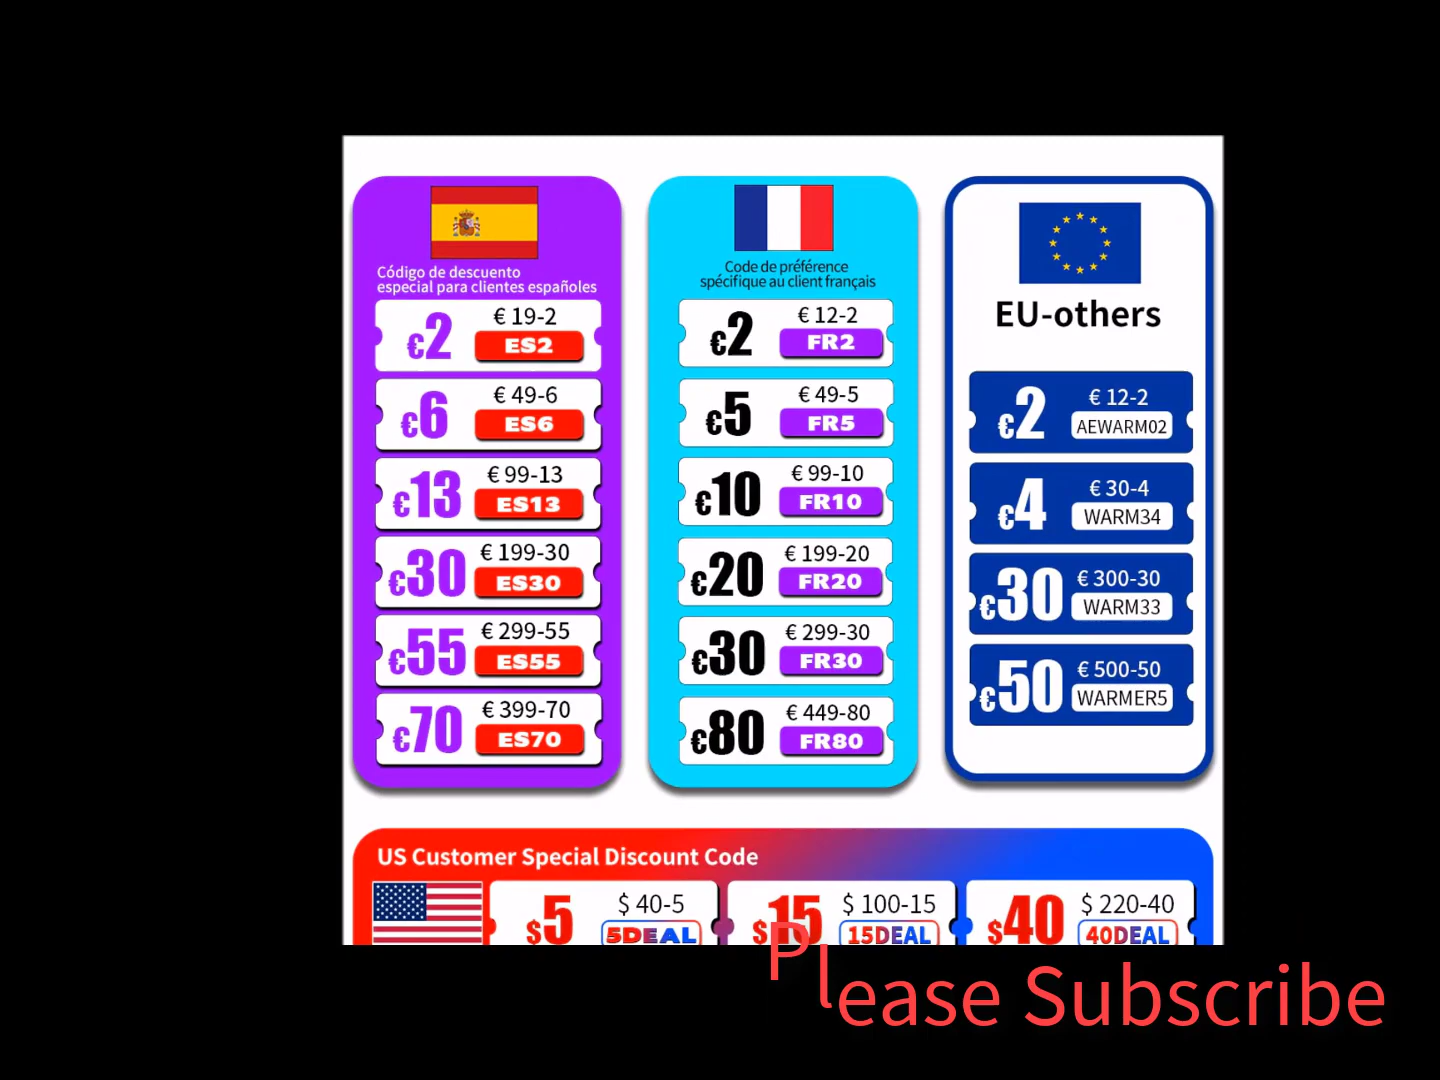 Código de descuento
especial para clientes españoles
€2
€ 19-2
ES2
€6
€ 49-6
ES6
€13
€ 99-13
ES13
€30
€ 199-30
ES30
€55
€ 299-55
ES55
€70
€ 399-70
ES70
Code de préférence
spécifique au client français
€2
€ 12-2
FR2
€5
€ 49-5
FR5
€10
€ 99-10
FR10
€20
€ 199-20
FR20
€30
€ 299-30
FR30
€80
€ 449-80
FR80
EU-others
€2
€ 12-2
AEWARM02
€4
€ 30-4
WARM34
€30
€ 300-30
WARM33
€50
€ 500-50
WARMER5
US Customer Special Discount Code
$5
$ 40-5
5DEAL
$15
$ 100-15
15DEAL
$40
$ 220-40
40DEAL
Please Subscribe